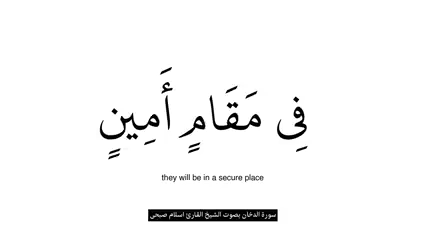 فِي مَقَامٍ أَمِينٍ
they will be in a secure place
سورة الدخان بصوت الشيخ القارئ اسلام صبحي